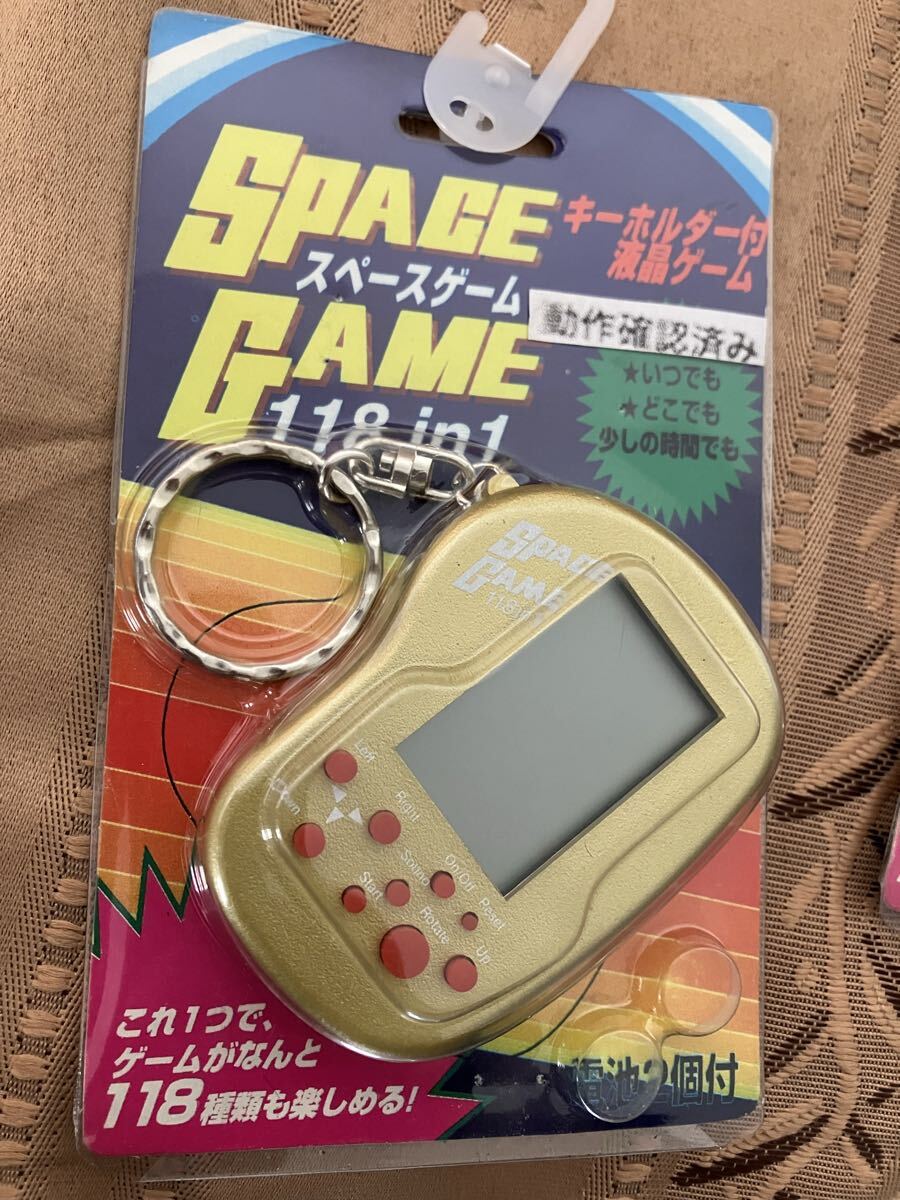 SPACE
スペースゲーム
GAME
118 in1
キーホルダー付
液晶ゲーム
動作確認済み
★いつでも
★どこでも
少しの時間でも
SPACE
GAME
118in1
Left
Down
Right
Sound
On/Off
Start
Rotate
Reset
Up
これ1つで、
ゲームがなんと
118種類も楽しめる!
電池2個付